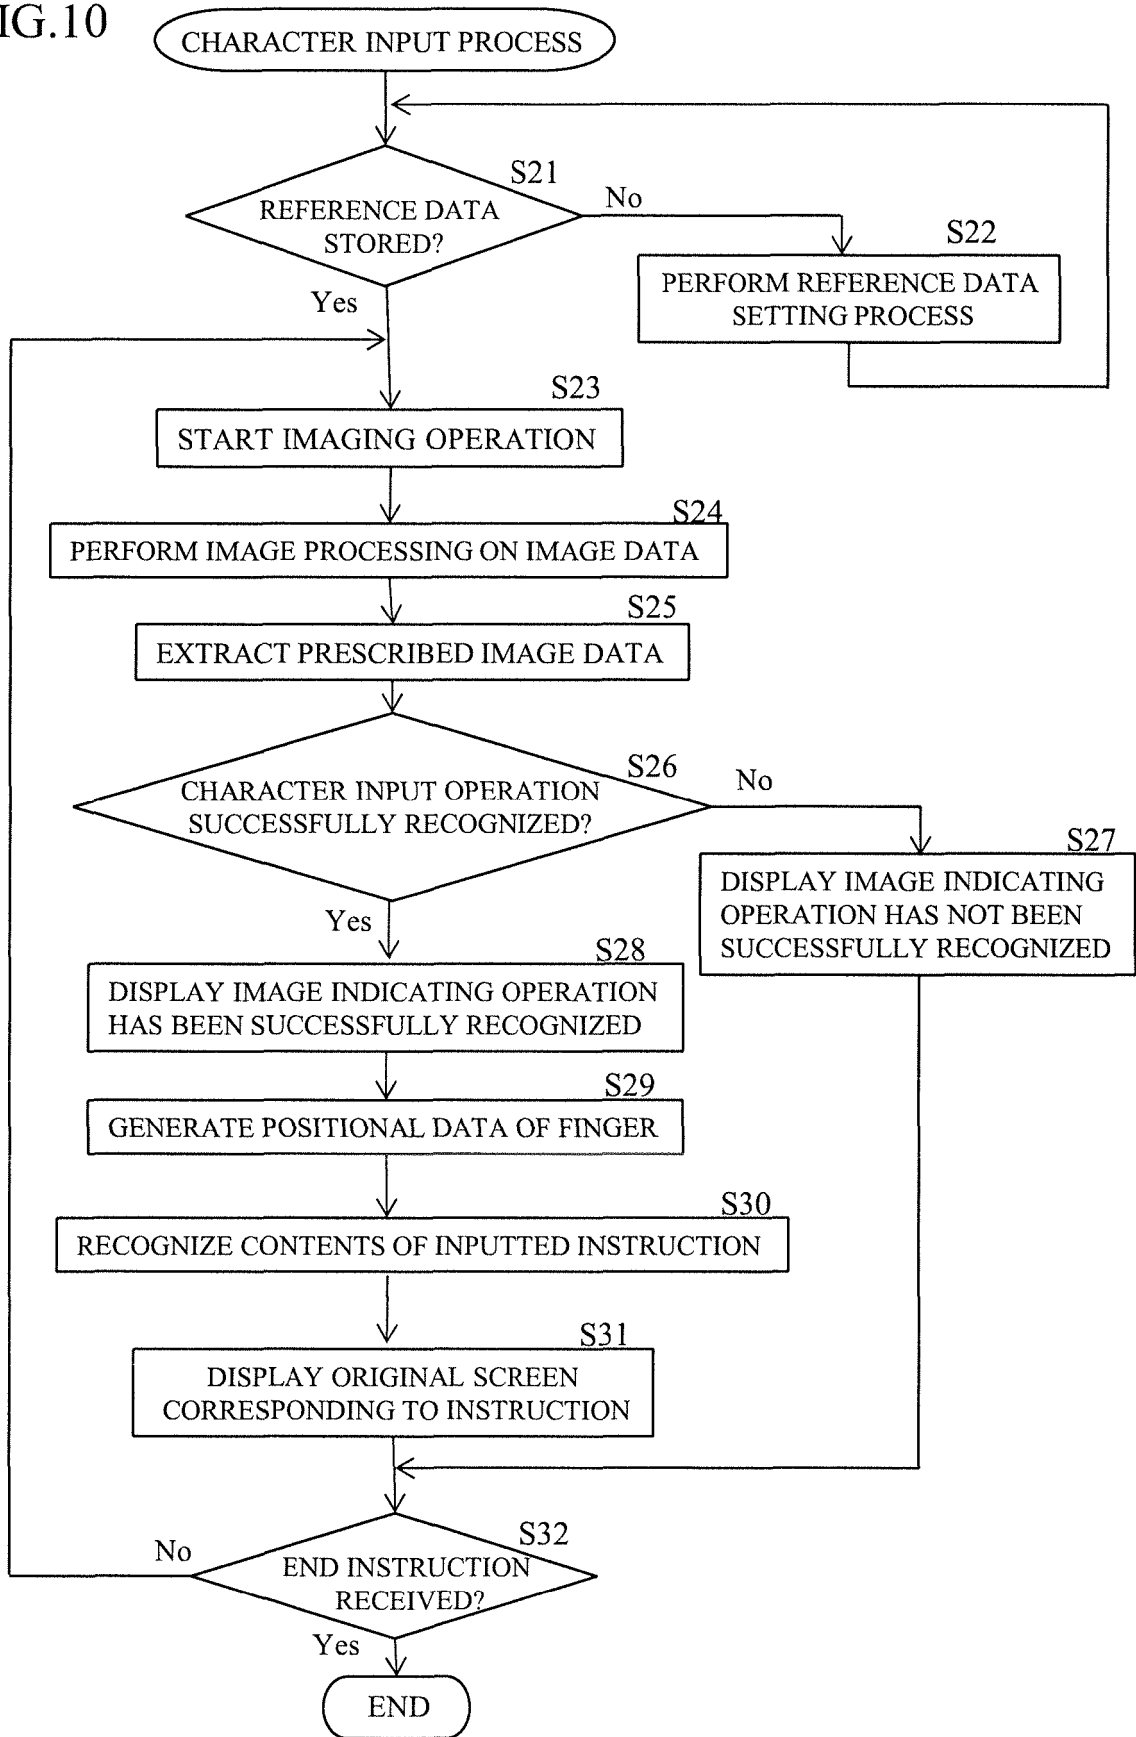 IG.10
CHARACTER INPUT PROCESS
S21
REFERENCE DATA
STORED?
No
Yes
S22
PERFORM REFERENCE DATA
SETTING PROCESS
S23
START IMAGING OPERATION
S24
PERFORM IMAGE PROCESSING ON IMAGE DATA
S25
EXTRACT PRESCRIBED IMAGE DATA
S26
CHARACTER INPUT OPERATION
SUCCESSFULLY RECOGNIZED?
No
Yes
S27
DISPLAY IMAGE INDICATING
OPERATION HAS NOT BEEN
SUCCESSFULLY RECOGNIZED
S28
DISPLAY IMAGE INDICATING OPERATION
HAS BEEN SUCCESSFULLY RECOGNIZED
S29
GENERATE POSITIONAL DATA OF FINGER
S30
RECOGNIZE CONTENTS OF INPUTTED INSTRUCTION
S31
DISPLAY ORIGINAL SCREEN
CORRESPONDING TO INSTRUCTION
S32
END INSTRUCTION
RECEIVED?
No
Yes
END